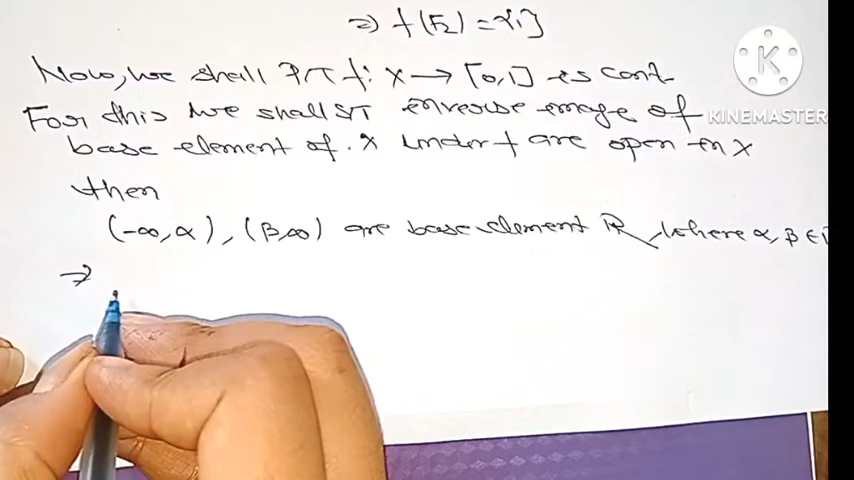 ⇒ f(F₂) = {1}
Now, we shall P/T f: X → [0,1] is cont.
For this we shall S/T inverse image of
base element of X under f are open in X
then
(-∞, α), (β, ∞) are base element ℝ, where α, β ∈
⇒
K
KINEMASTER